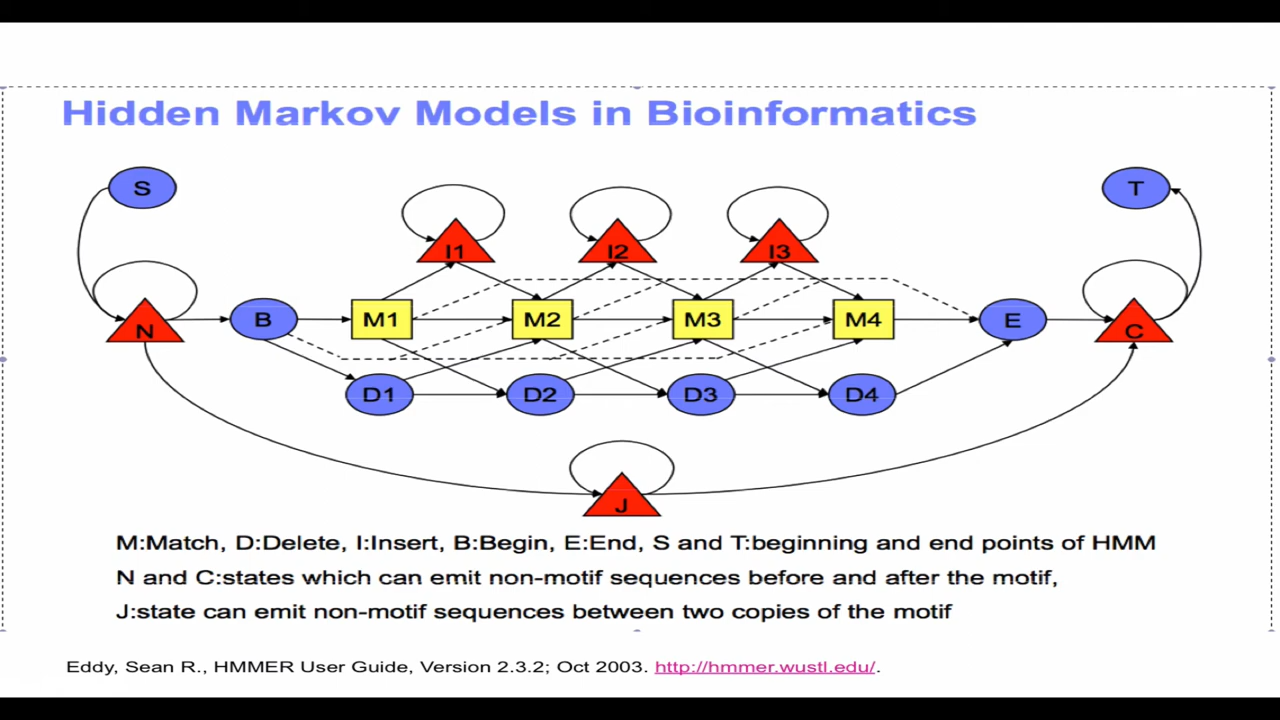 Hidden Markov Models in Bioinformatics
S
T
I1
I2
I3
N
B
M1
M2
M3
M4
E
C
D1
D2
D3
D4
J
M:Match, D:Delete, I:Insert, B:Begin, E:End, S and T:beginning and end points of HMM
N and C:states which can emit non-motif sequences before and after the motif,
J:state can emit non-motif sequences between two copies of the motif
Eddy, Sean R., HMMER User Guide, Version 2.3.2; Oct 2003. http://hmmer.wustl.edu/.